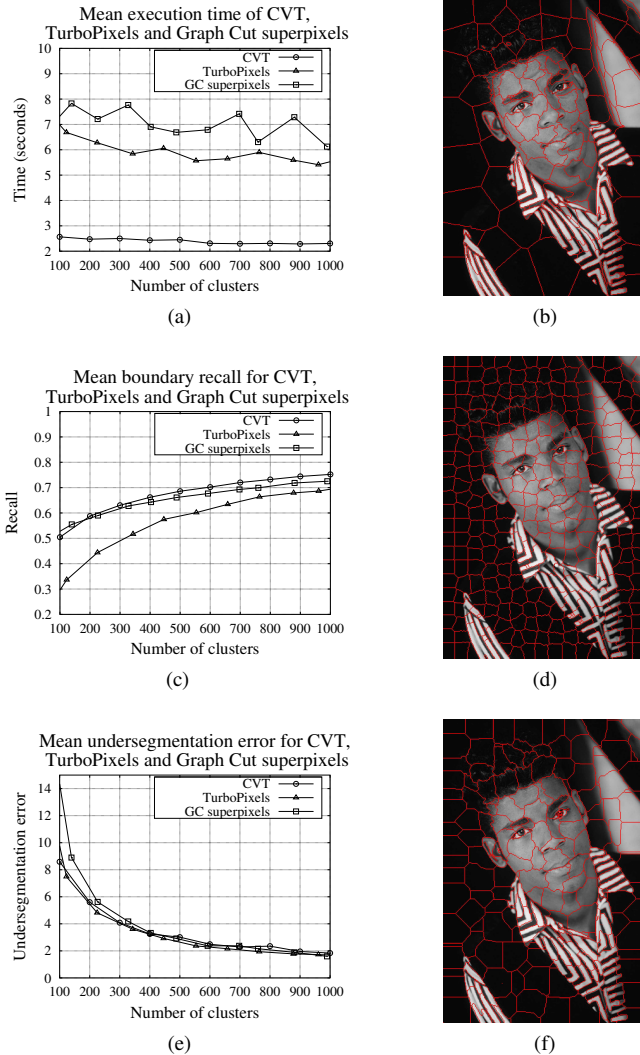 Mean execution time of CVT,
TurboPixels and Graph Cut superpixels
10
9
8
7
6
5
4
3
2
Time (seconds)
CVT
TurboPixels
GC superpixels
100 200 300 400 500 600 700 800 900 1000
Number of clusters
(a)
(b)
Mean boundary recall for CVT,
TurboPixels and Graph Cut superpixels
1
0.9
0.8
0.7
0.6
0.5
0.4
0.3
0.2
Recall
CVT
TurboPixels
GC superpixels
100 200 300 400 500 600 700 800 900 1000
Number of clusters
(c)
(d)
Mean undersegmentation error for CVT,
TurboPixels and Graph Cut superpixels
14
12
10
8
6
4
2
0
Undersegmentation error
CVT
TurboPixels
GC superpixels
100 200 300 400 500 600 700 800 900 1000
Number of clusters
(e)
(f)